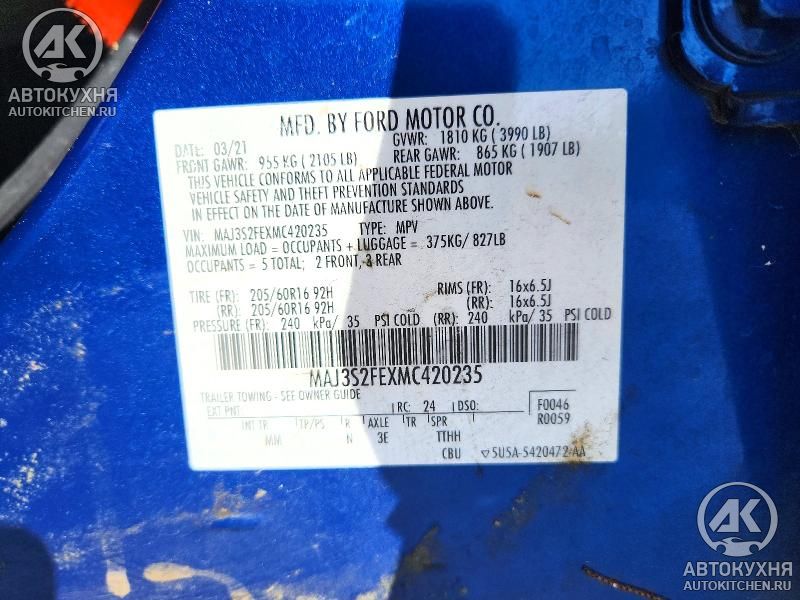 AK
АВТОКУХНЯ
AUTOKITCHEN.RU
MFD. BY FORD MOTOR CO.
DATE: 03/21 GVWR: 1810 KG ( 3990 LB)
FRONT GAWR: 955 KG ( 2105 LB) REAR GAWR: 865 KG ( 1907 LB)
THIS VEHICLE CONFORMS TO ALL APPLICABLE FEDERAL MOTOR
VEHICLE SAFETY AND THEFT PREVENTION STANDARDS
IN EFFECT ON THE DATE OF MANUFACTURE SHOWN ABOVE.
VIN: MAJ3S2FEXMC420235 TYPE: MPV
MAXIMUM LOAD = OCCUPANTS + LUGGAGE = 375KG/ 827LB
OCCUPANTS = 5 TOTAL; 2 FRONT, 3 REAR
TIRE (FR): 205/60R16 92H RIMS (FR): 16x6.5J
(RR): 205/60R16 92H (RR): 16x6.5J
PRESSURE (FR): 240 kPa/ 35 PSI COLD (RR): 240 kPa/ 35 PSI COLD
MAJ3S2FEXMC420235
TRAILER TOWING - SEE OWNER GUIDE
EXT PNT: RC: 24 DSO: F0046
INT TR TP/PS R AXLE TR SPR R0059
MM N 3E TTHH
CBU ▽5U5A-5420472-AA
AK
АВТОКУХНЯ
AUTOKITCHEN.RU